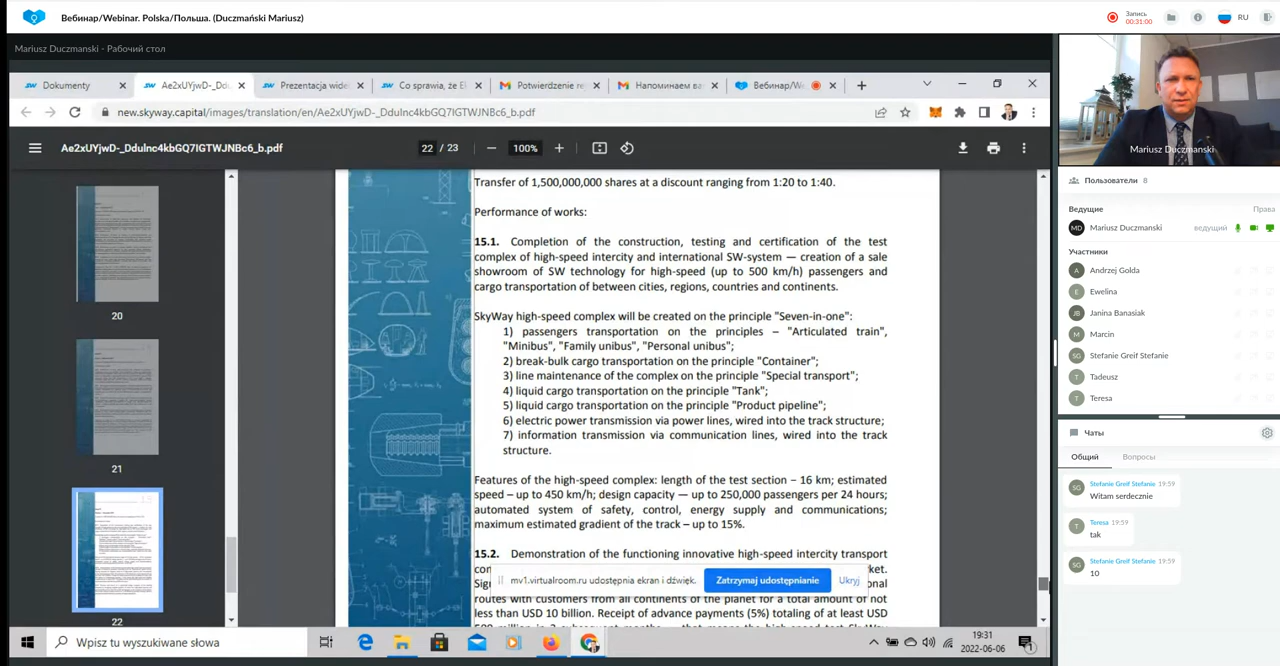 Вебинар/Webinar. Polska/Польша. (Duczmański Mariusz)
Запись
00:31:00
RU
Mariusz Duczmanski - Рабочий стол
Dokumenty
Ae2xUYjwD-_Ddu
Prezentacja wide
Co sprawia, że E
Potwierdzenie re
Напоминаем ва
Вебинар/We
new.skyway.capital/images/translation/en/Ae2xUYjwD-_DduInc4kbGQ7IGTWJNBc6_b.pdf
Ae2xUYjwD-_DduInc4kbGQ7IGTWJNBc6_b.pdf
22 / 23
100%
20
21
22
Transfer of 1,500,000,000 shares at a discount ranging from 1:20 to 1:40.
Performance of works:
15.1. Completion of the construction, testing and certification of the test
complex of high-speed intercity and international SW-system — creation of a sale
showroom of SW technology for high-speed (up to 500 km/h) passengers and
cargo transportation of between cities, regions, countries and continents.
SkyWay high-speed complex will be created on the principle "Seven-in-one":
1) passengers transportation on the principles – "Articulated train",
"Minibus", "Family unibus", "Personal unibus";
2) break-bulk cargo transportation on the principle "Container";
3) line maintenance of the complex on the principle "Special transport";
4) liquid cargo transportation on the principle "Tank";
5) liquid cargo transportation on the principle "Product pipeline";
6) electric power transmission via power lines, wired into the track structure;
7) information transmission via communication lines, wired into the track
structure.
Features of the high-speed complex: length of the test section – 16 km; estimated
speed – up to 450 km/h; design capacity — up to 250,000 passengers per 24 hours;
automated system of safety, control, energy supply and communications;
maximum estimated gradient of the track – up to 15%.
15.2. Demonstration of the functioning innovative high-speed intercity transport
mv1.virtualroom.ru udostępnia ekran i dźwięk.
Zatrzymaj udostępnianie
Ukryj
routes with customers from all continents of the planet for a total amount of not
less than USD 10 billion. Receipt of advance payments (5%) totaling of at least USD
Wpisz tu wyszukiwane słowa
19:31
2022-06-06
1
Mariusz Duczmanski
Пользователи 8
Ведущие
Права
MD
Mariusz Duczmanski
ведущий
Участники
A Andrzej Golda
E Ewelina
JB Janina Banasiak
M Marcin
SG Stefanie Greif Stefanie
T Tadeusz
T Teresa
Чаты
Общий
Вопросы
SG Stefanie Greif Stefanie 19:59
Witam serdecznie
T Teresa 19:59
tak
SG Stefanie Greif Stefanie 19:59
10